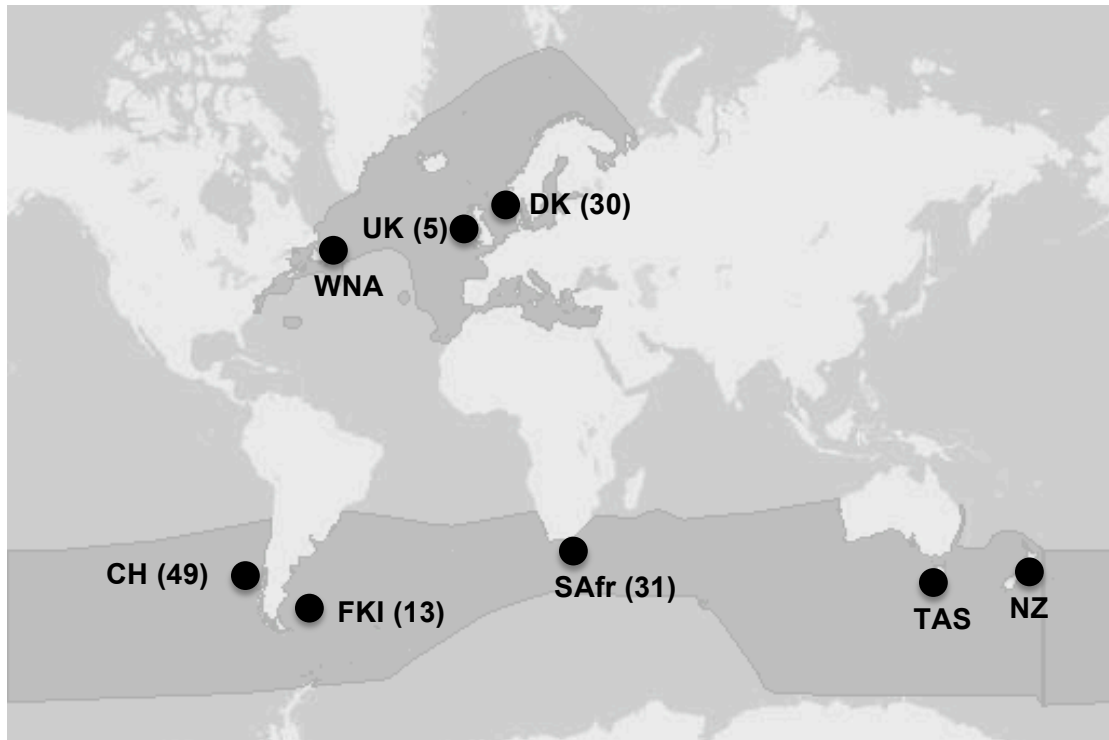 DK (30)
UK (5)
WNA
CH (49)
FKI (13)
SAfr (31)
TAS
NZ